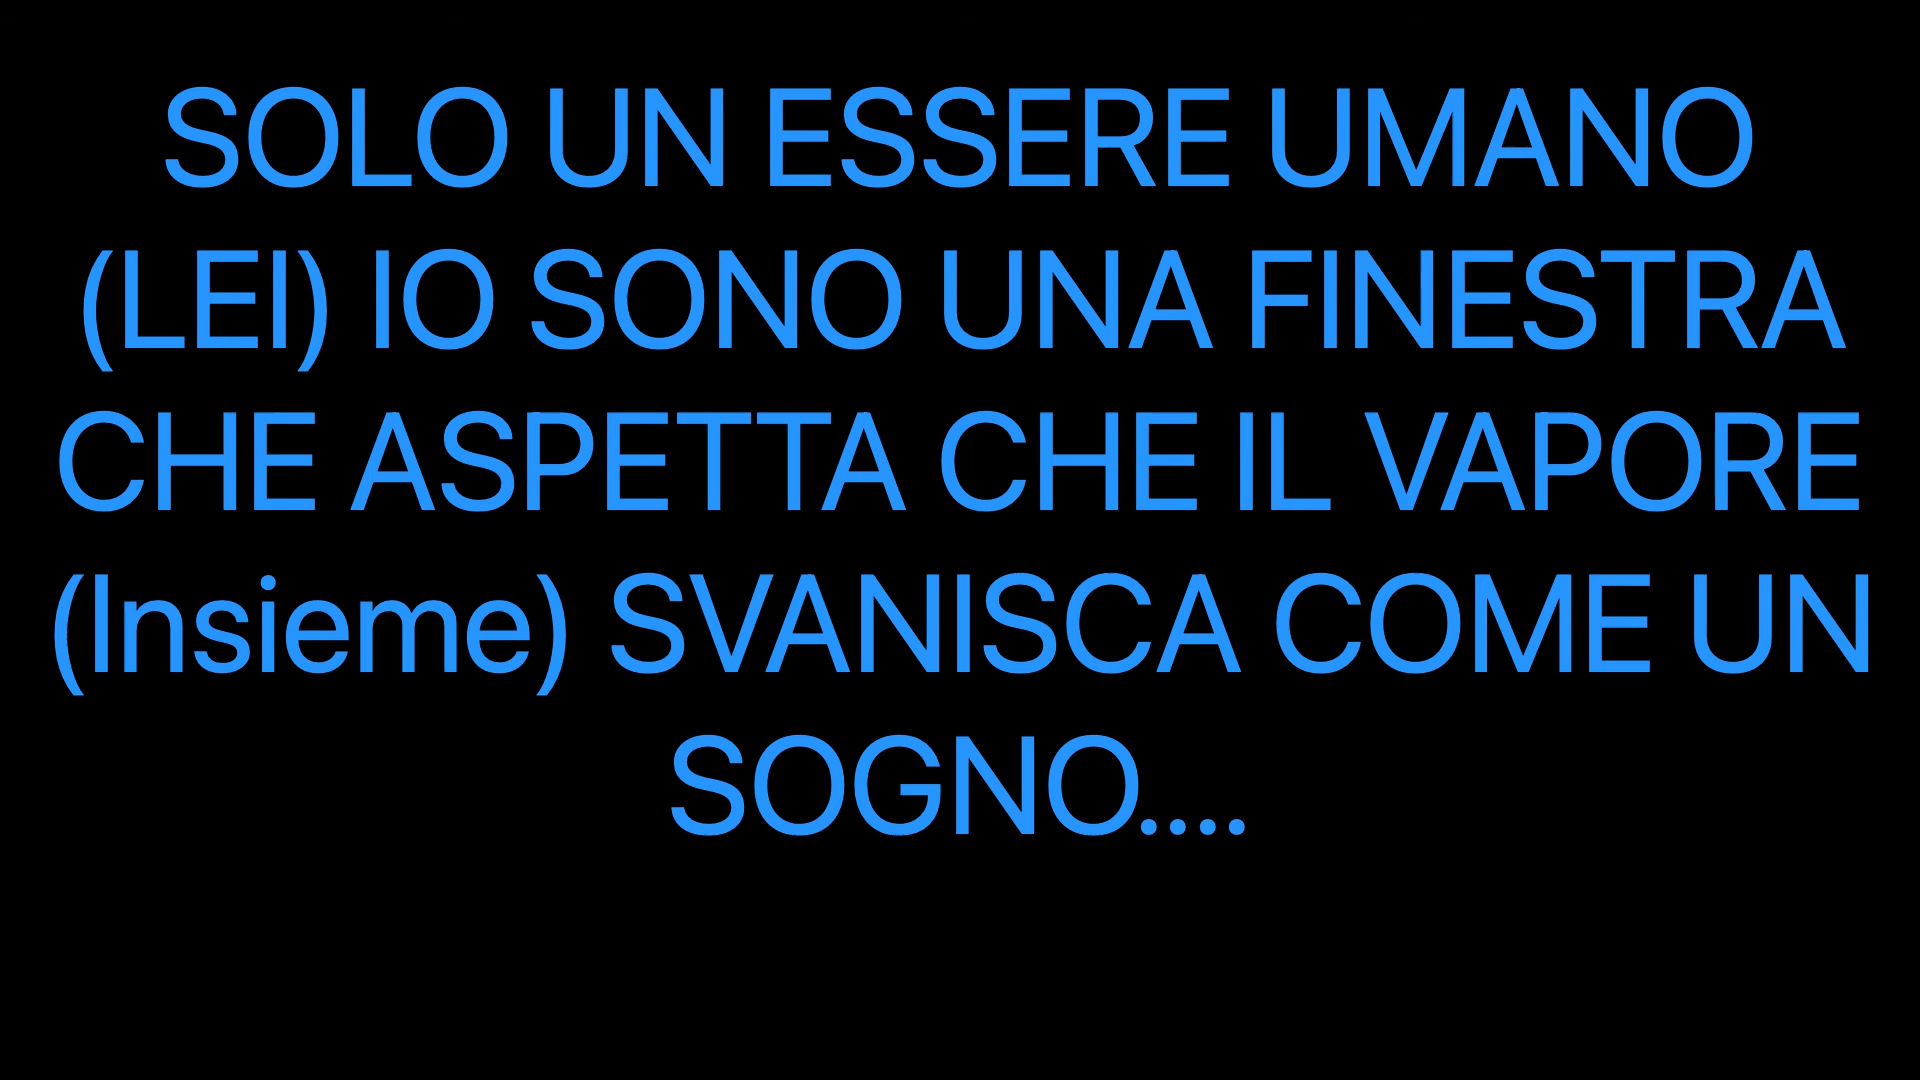 SOLO UN ESSERE UMANO
(LEI) IO SONO UNA FINESTRA
CHE ASPETTA CHE IL VAPORE
(Insieme) SVANISCA COME UN
SOGNO....